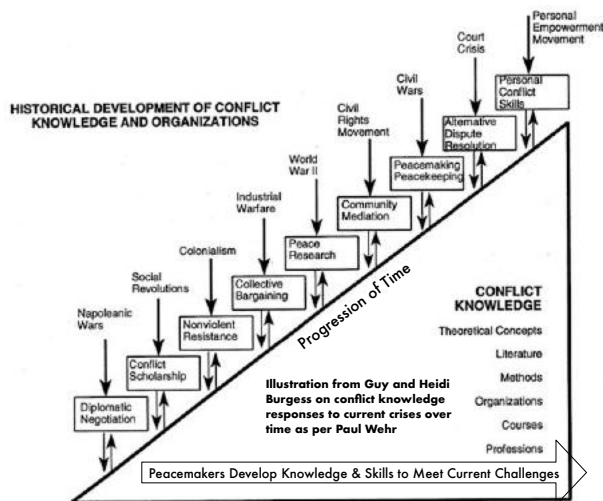 HISTORICAL DEVELOPMENT OF CONFLICT
KNOWLEDGE AND ORGANIZATIONS
Napoleanic
Wars
Diplomatic
Negotiation
Social
Revolutions
Conflict
Scholarship
Colonialism
Nonviolent
Resistance
Industrial
Warfare
Collective
Bargaining
World
War II
Peace
Research
Civil
Rights
Movement
Community
Mediation
Civil
Wars
Peacemaking
Peacekeeping
Court
Crisis
Alternative
Dispute
Resolution
Personal
Empowerment
Movement
Personal
Conflict
Skills
Progression of Time
CONFLICT
KNOWLEDGE
Theoretical Concepts
Literature
Methods
Organizations
Courses
Professions
Illustration from Guy and Heidi
Burgess on conflict knowledge
responses to current crises over
time as per Paul Wehr
Peacemakers Develop Knowledge & Skills to Meet Current Challenges